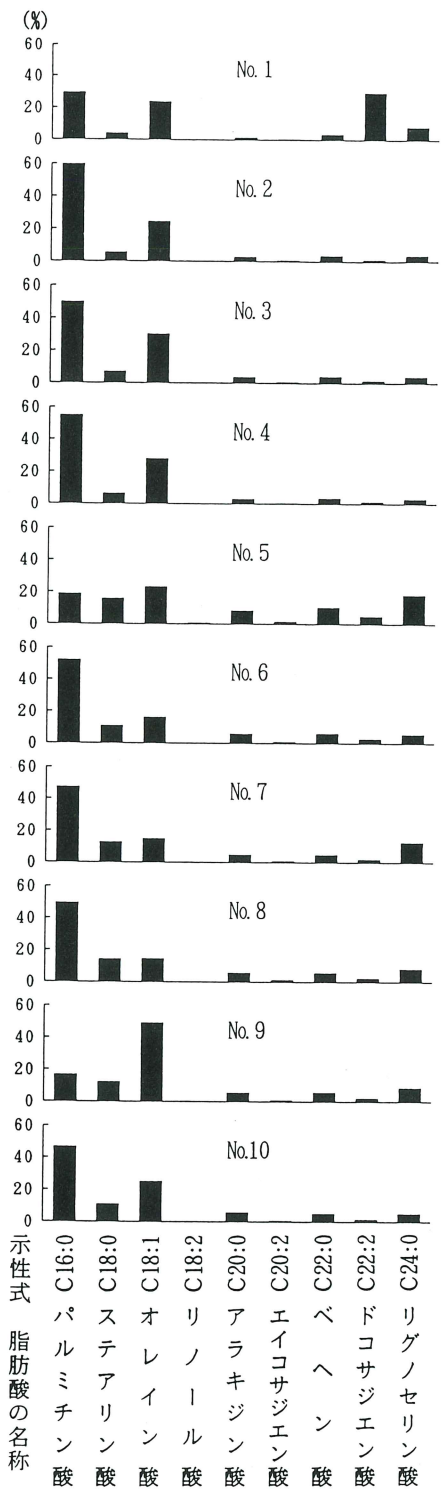 (%)
60
40
20
0
No. 1
60
40
20
0
No. 2
60
40
20
0
No. 3
60
40
20
0
No. 4
60
40
20
0
No. 5
60
40
20
0
No. 6
60
40
20
0
No. 7
60
40
20
0
No. 8
60
40
20
0
No. 9
60
40
20
0
No.10
示性式 脂肪酸の名称
C16:0 パルミチン酸
C18:0 ステアリン酸
C18:1 オレイン酸
C18:2 リノール酸
C20:0 アラキジン酸
C20:2 エイコサジエン酸
C22:0 ベヘン酸
C22:2 ドコサジエン酸
C24:0 リグノセリン酸